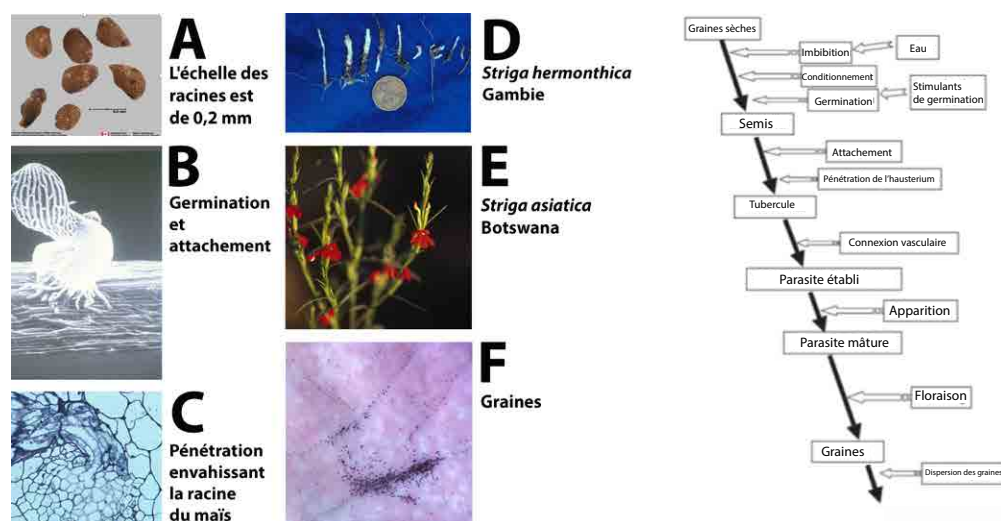 A
L'échelle des
racines est
de 0,2 mm
B
Germination
et
attachement
C
Pénétration
envahissant
la racine
du maïs
D
Striga hermonthica
Gambie
E
Striga asiatica
Botswana
F
Graines
Graines sèches
Imbibition
Eau
Conditionnement
Germination
Stimulants
de germination
Semis
Attachement
Pénétration de l'hausterium
Tubercule
Connexion vasculaire
Parasite établi
Apparition
Parasite mâture
Floraison
Graines
Dispersion des graines